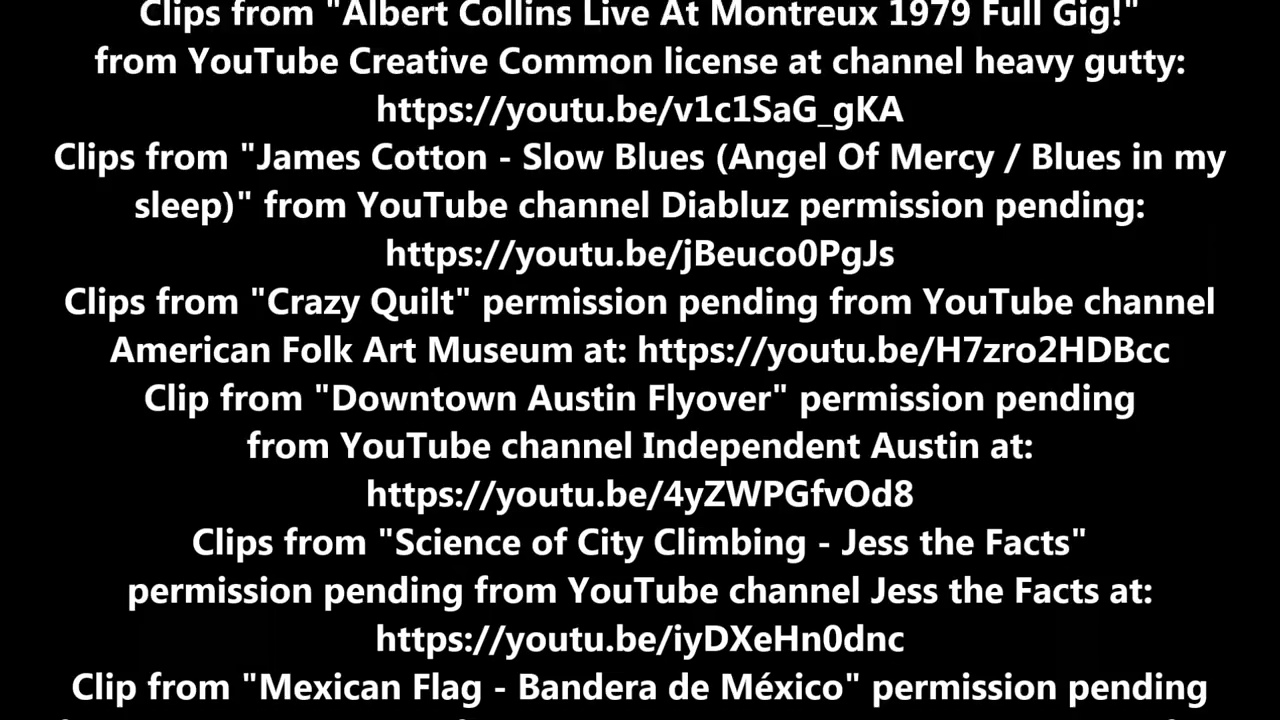 Clips from "Albert Collins Live At Montreux 1979 Full Gig!"
from YouTube Creative Common license at channel heavy gutty:
https://youtu.be/v1c1SaG_gKA
Clips from "James Cotton - Slow Blues (Angel Of Mercy / Blues in my
sleep)" from YouTube channel Diabluz permission pending:
https://youtu.be/jBeuco0PgJs
Clips from "Crazy Quilt" permission pending from YouTube channel
American Folk Art Museum at: https://youtu.be/H7zro2HDBcc
Clip from "Downtown Austin Flyover" permission pending
from YouTube channel Independent Austin at:
https://youtu.be/4yZWPGfvOd8
Clips from "Science of City Climbing - Jess the Facts"
permission pending from YouTube channel Jess the Facts at:
https://youtu.be/iyDXeHn0dnc
Clip from "Mexican Flag - Bandera de México" permission pending